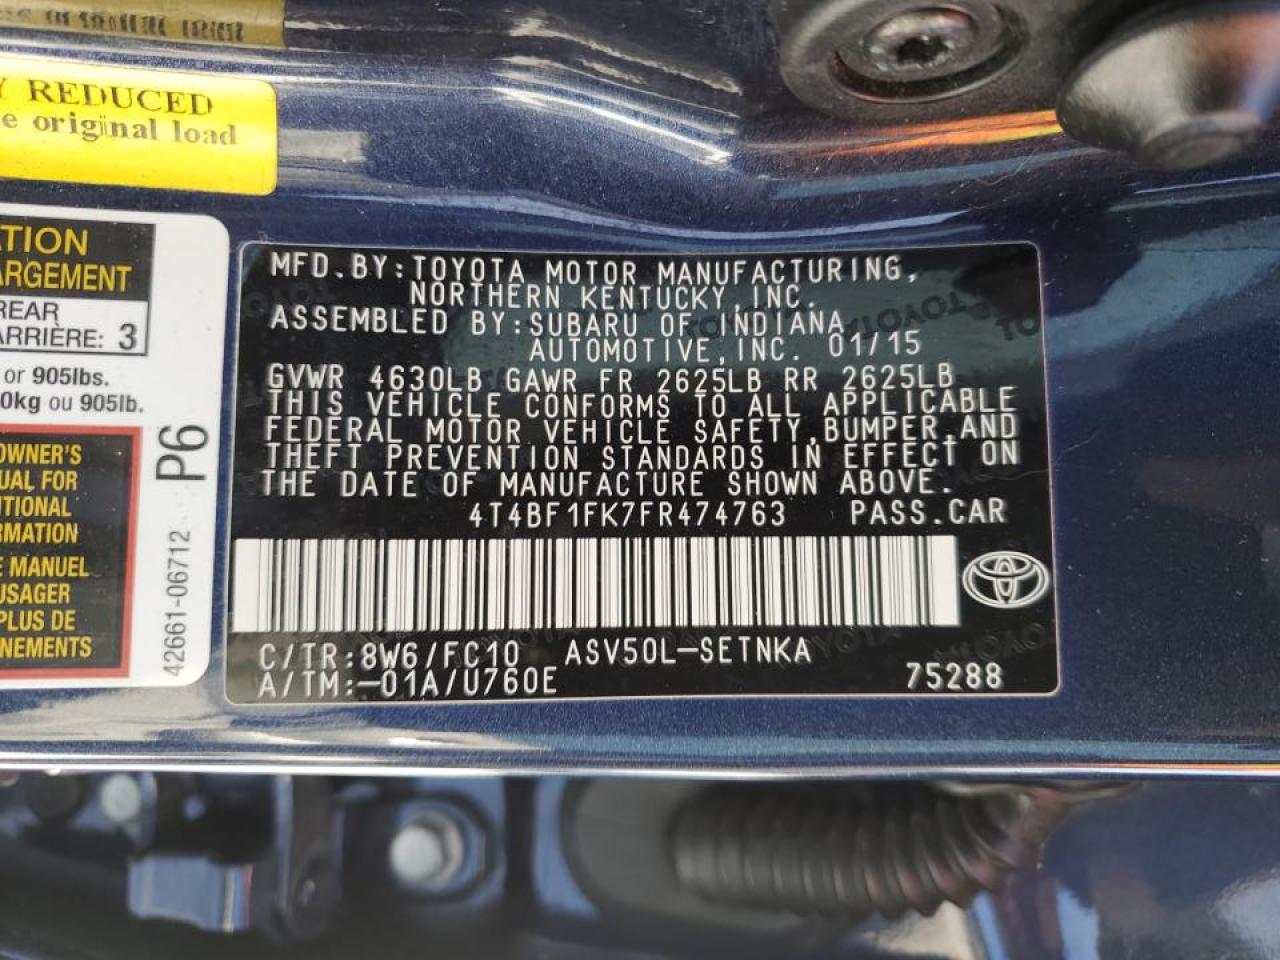 Y REDUCED
e original load
TION
ARGEMENT
REAR
ARRIÈRE: 3
or 905lbs.
0kg ou 905lb.
OWNER'S
UAL FOR
ITIONAL
RMATION
E MANUEL
USAGER
PLUS DE
NEMENTS
P6
42661-06712
MFD.BY:TOYOTA MOTOR MANUFACTURING,
NORTHERN KENTUCKY,INC.
ASSEMBLED BY:SUBARU OF INDIANA
AUTOMOTIVE,INC. 01/15
GVWR 4630LB GAWR FR 2625LB RR 2625LB
THIS VEHICLE CONFORMS TO ALL APPLICABLE
FEDERAL MOTOR VEHICLE SAFETY,BUMPER,AND
THEFT PREVENTION STANDARDS IN EFFECT ON
THE DATE OF MANUFACTURE SHOWN ABOVE.
4T4BF1FK7FR474763 PASS.CAR
C/TR:8W6/FC10 ASV50L-SETNKA
A/TM:-01A/U760E 75288